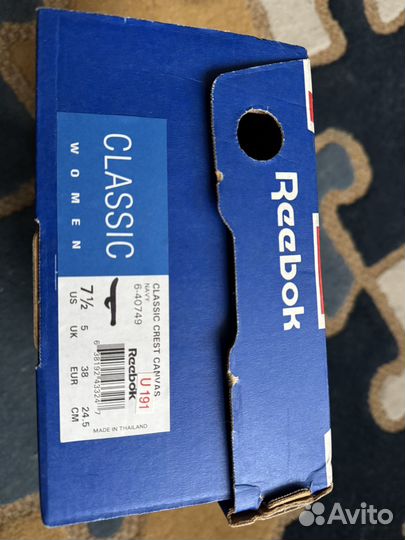 CLASSIC
WOMEN
CLASSIC CREST CANVAS
NAVY
6-40749
Reebok
U 191
7½ 5 38 24.5
US UK EUR CM
MADE IN THAILAND
Reebok
Avito